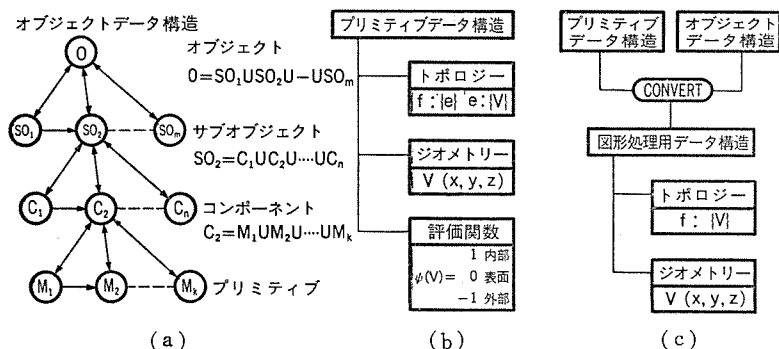 オブジェクトデータ構造
O
オブジェクト
O=SO₁USO₂U−USOm
SO₁
SO₂
SOm
サブオブジェクト
SO₂=C₁UC₂U····UCn
C₁
C₂
Cn
コンポーネント
C₂=M₁UM₂U····UMk
M₁
M₂
Mk
プリミティブ
(a)
プリミティブデータ構造
トポロジー
f:{e} e:{V}
ジオメトリー
V (x, y, z)
評価関数
1 内部
ψ(V)= 0 表面
−1 外部
(b)
プリミティブ
データ構造
オブジェクト
データ構造
CONVERT
図形処理用データ構造
トポロジー
f: {V}
ジオメトリー
V (x, y, z)
(c)